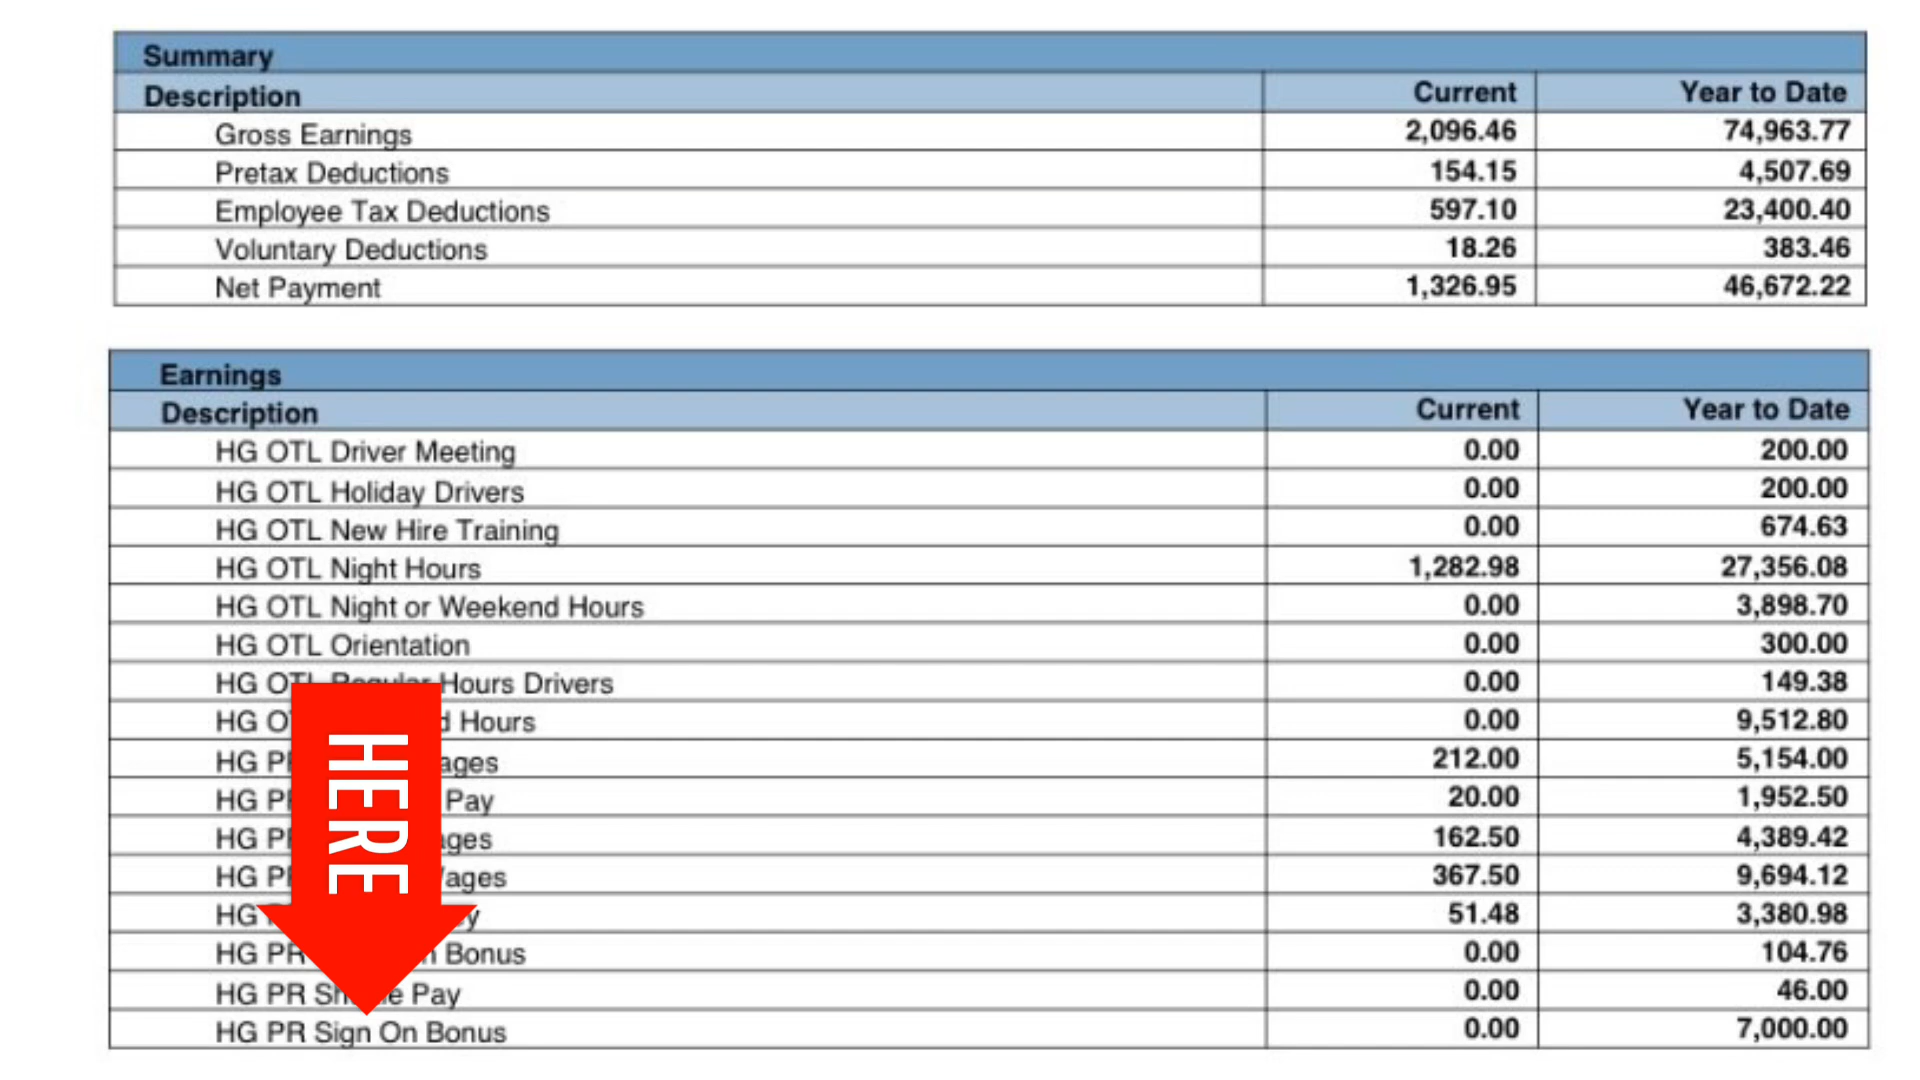 Summary
Description Current Year to Date
Gross Earnings 2,096.46 74,963.77
Pretax Deductions 154.15 4,507.69
Employee Tax Deductions 597.10 23,400.40
Voluntary Deductions 18.26 383.46
Net Payment 1,326.95 46,672.22
Earnings
Description Current Year to Date
HG OTL Driver Meeting 0.00 200.00
HG OTL Holiday Drivers 0.00 200.00
HG OTL New Hire Training 0.00 674.63
HG OTL Night Hours 1,282.98 27,356.08
HG OTL Night or Weekend Hours 0.00 3,898.70
HG OTL Orientation 0.00 300.00
HG OTL Regular Hours Drivers 0.00 149.38
HG Hours 0.00 9,512.80
HG 212.00 5,154.00
HG Pay 20.00 1,952.50
HG 162.50 4,389.42
HG 367.50 9,694.12
HG 51.48 3,380.98
HG PR Bonus 0.00 104.76
HG PR Pay 0.00 46.00
HG PR Sign On Bonus 0.00 7,000.00
HERE